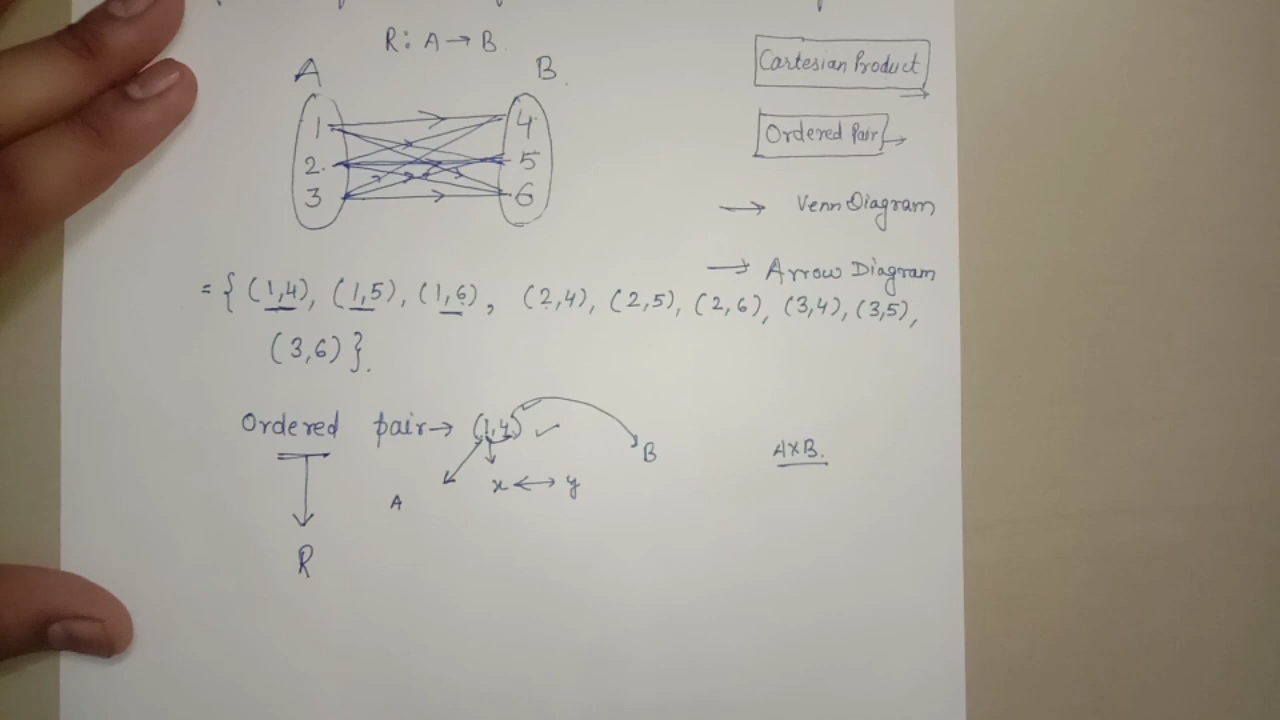 R: A → B
A B
1 4
2 5
3 6
Cartesian Product
Ordered Pair →
→ Venn Diagram
→ Arrow Diagram
= { (1,4), (1,5), (1,6), (2,4), (2,5), (2,6), (3,4), (3,5),
(3,6) }.
Ordered pair → (1,4) ✓
B
A×B.
x ↔ y
A
R